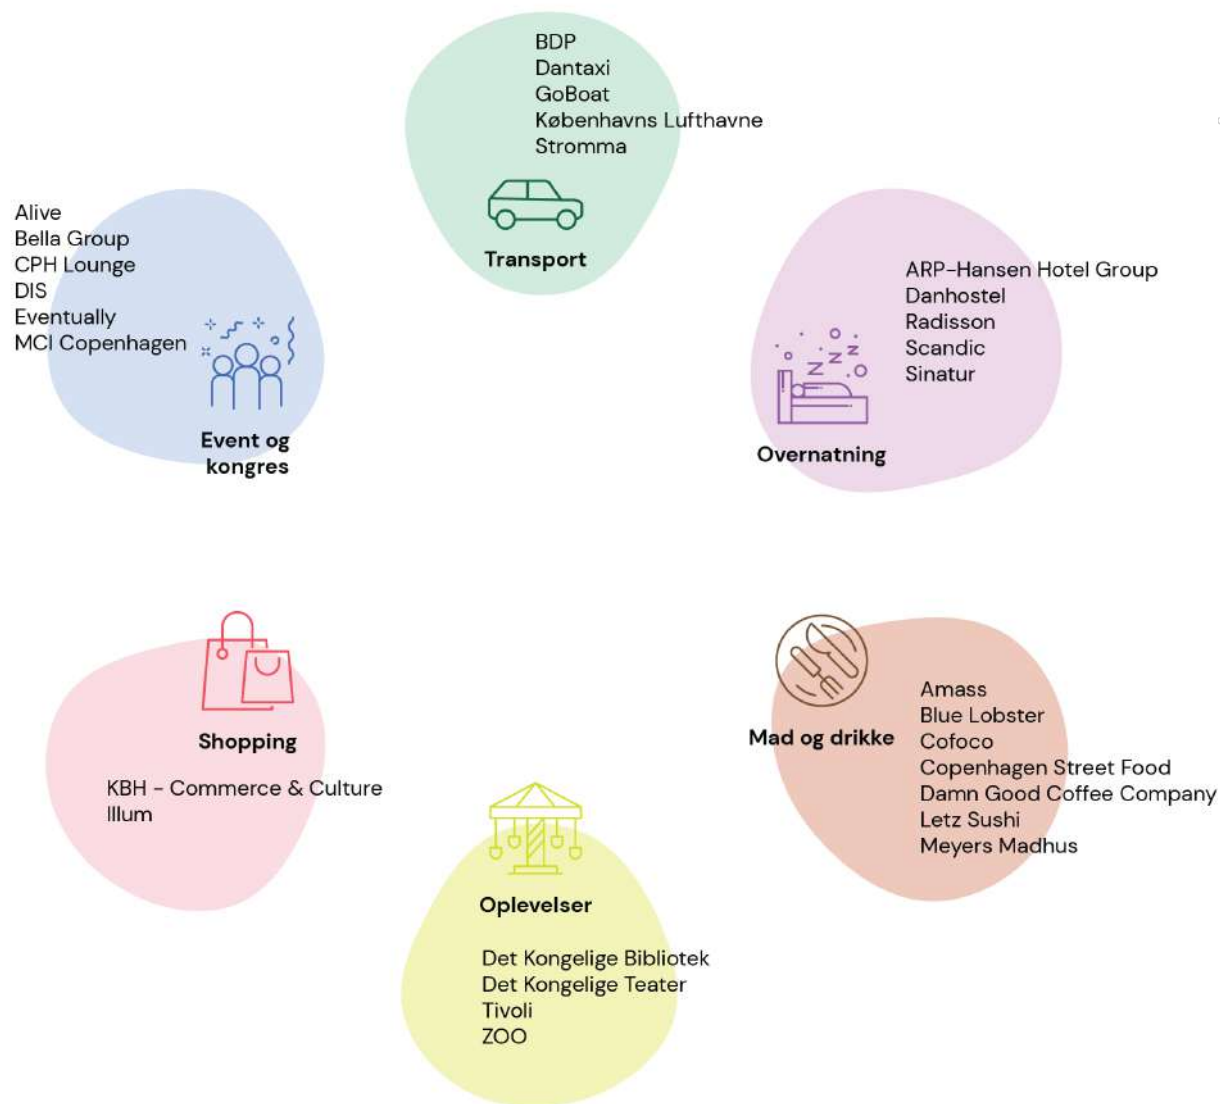 BDP
Dantaxi
GoBoat
Københavns Lufthavne
Stromma
Transport
Alive
Bella Group
CPH Lounge
DIS
Eventually
MCI Copenhagen
Event og
kongres
ARP-Hansen Hotel Group
Danhostel
Radisson
Scandic
Sinatur
Overnatning
Shopping
KBH - Commerce & Culture
Illum
Mad og drikke
Amass
Blue Lobster
Cofoco
Copenhagen Street Food
Damn Good Coffee Company
Letz Sushi
Meyers Madhus
Oplevelser
Det Kongelige Bibliotek
Det Kongelige Teater
Tivoli
ZOO